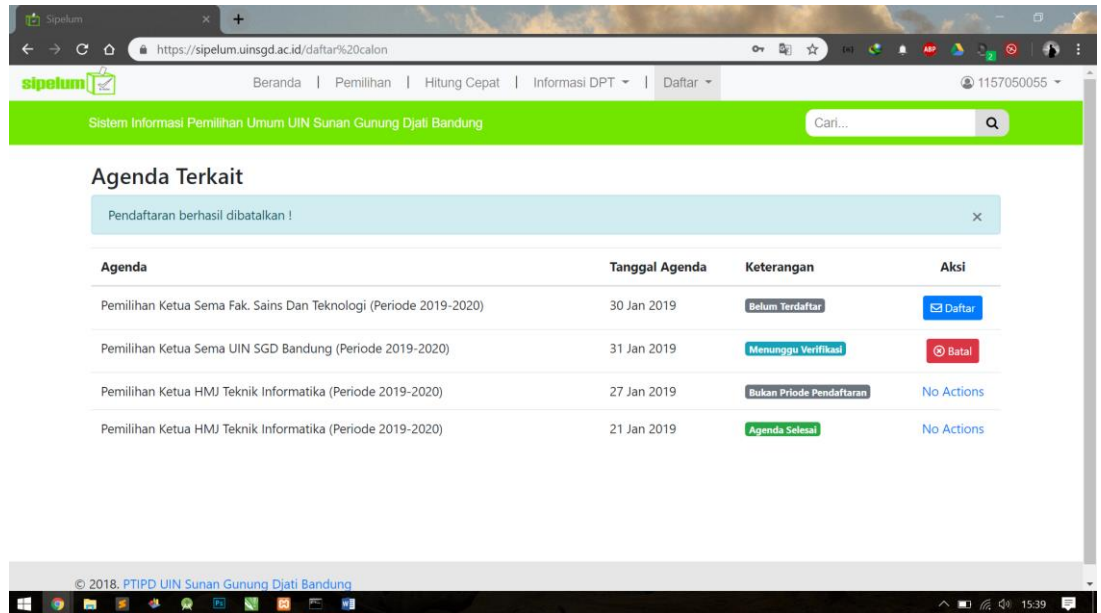 Sipelum
https://sipelum.uinsgd.ac.id/daftar%20calon
ABP
2
sipelum
Beranda | Pemilihan | Hitung Cepat | Informasi DPT | Daftar
1157050055
Sistem Informasi Pemilihan Umum UIN Sunan Gunung Djati Bandung
Cari...
Agenda Terkait
Pendaftaran berhasil dibatalkan !
Agenda Tanggal Agenda Keterangan Aksi
Pemilihan Ketua Sema Fak. Sains Dan Teknologi (Periode 2019-2020) 30 Jan 2019 Belum Terdaftar Daftar
Pemilihan Ketua Sema UIN SGD Bandung (Periode 2019-2020) 31 Jan 2019 Menunggu Verifikasi Batal
Pemilihan Ketua HMJ Teknik Informatika (Periode 2019-2020) 27 Jan 2019 Bukan Priode Pendaftaran No Actions
Pemilihan Ketua HMJ Teknik Informatika (Periode 2019-2020) 21 Jan 2019 Agenda Selesai No Actions
© 2018. PTIPD UIN Sunan Gunung Djati Bandung
15:39